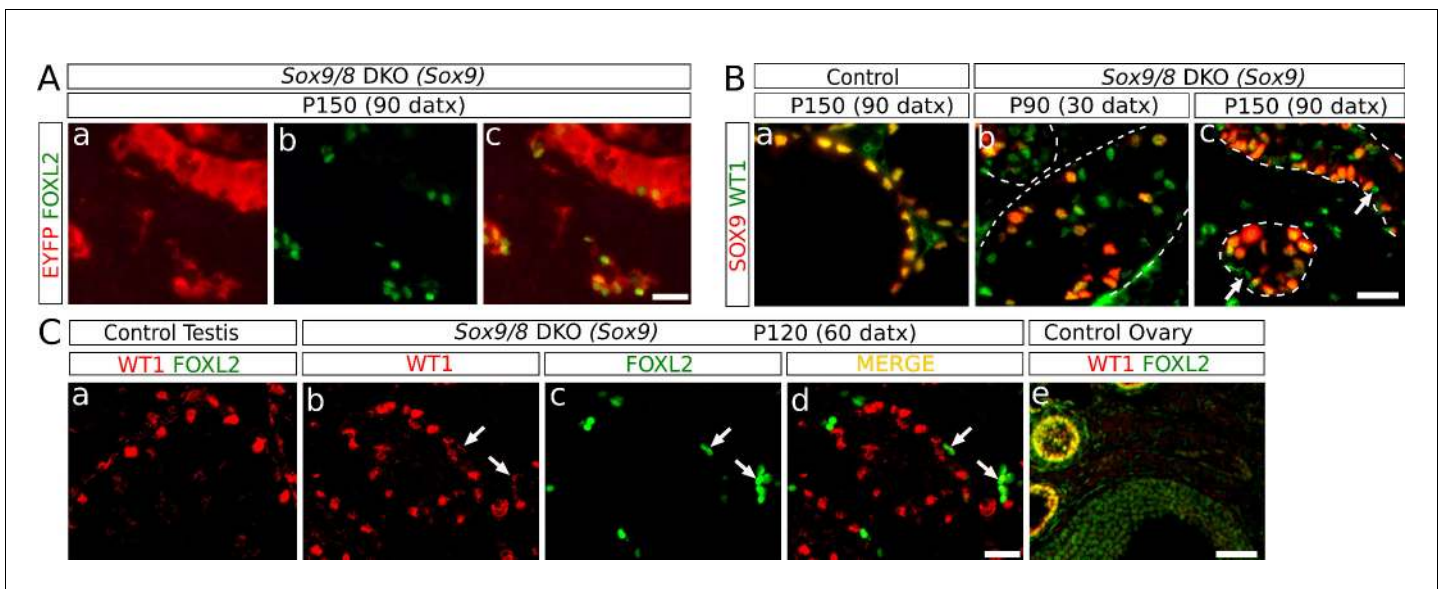 A
Sox9/8 DKO (Sox9)
P150 (90 datx)
EYFP FOXL2
a
b
c
B
Control
Sox9/8 DKO (Sox9)
P150 (90 datx)
P90 (30 datx)
P150 (90 datx)
SOX9 WT1
a
b
c
C
Control Testis
Sox9/8 DKO (Sox9)
P120 (60 datx)
Control Ovary
WT1 FOXL2
WT1
FOXL2
MERGE
WT1 FOXL2
a
b
c
d
e